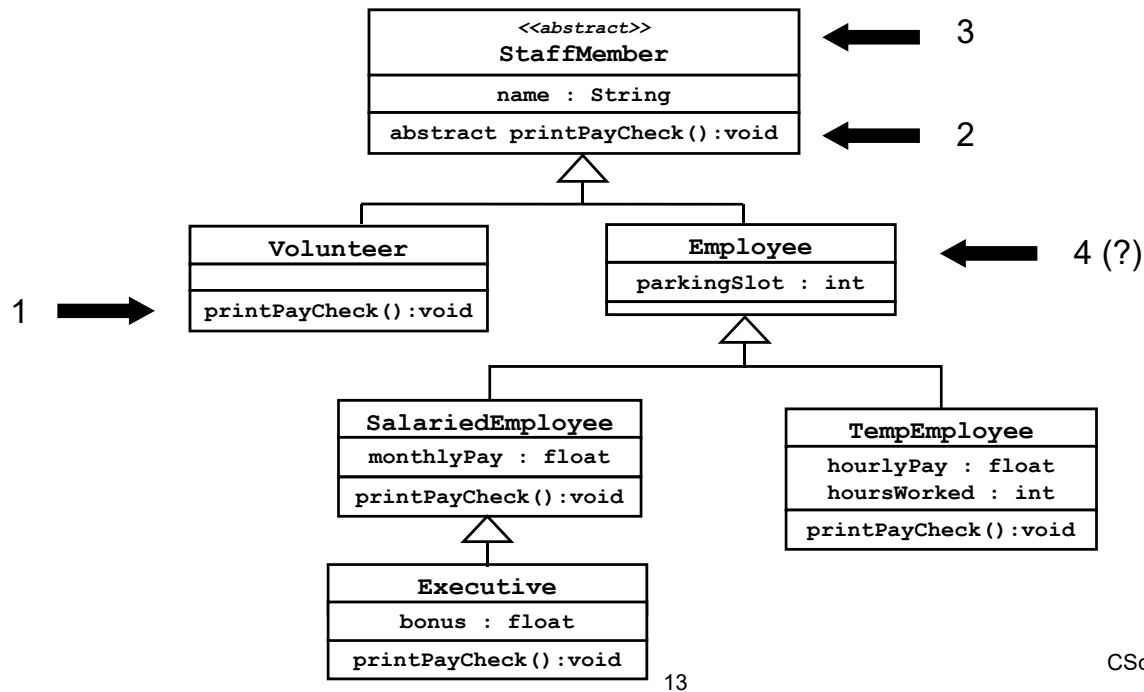 <<abstract>>
StaffMember
3
name : String
abstract printPayCheck():void
2
Volunteer
printPayCheck():void
1
Employee
parkingSlot : int
4 (?)
SalariedEmployee
monthlyPay : float
printPayCheck():void
TempEmployee
hourlyPay : float
hoursWorked : int
printPayCheck():void
Executive
bonus : float
printPayCheck():void
13